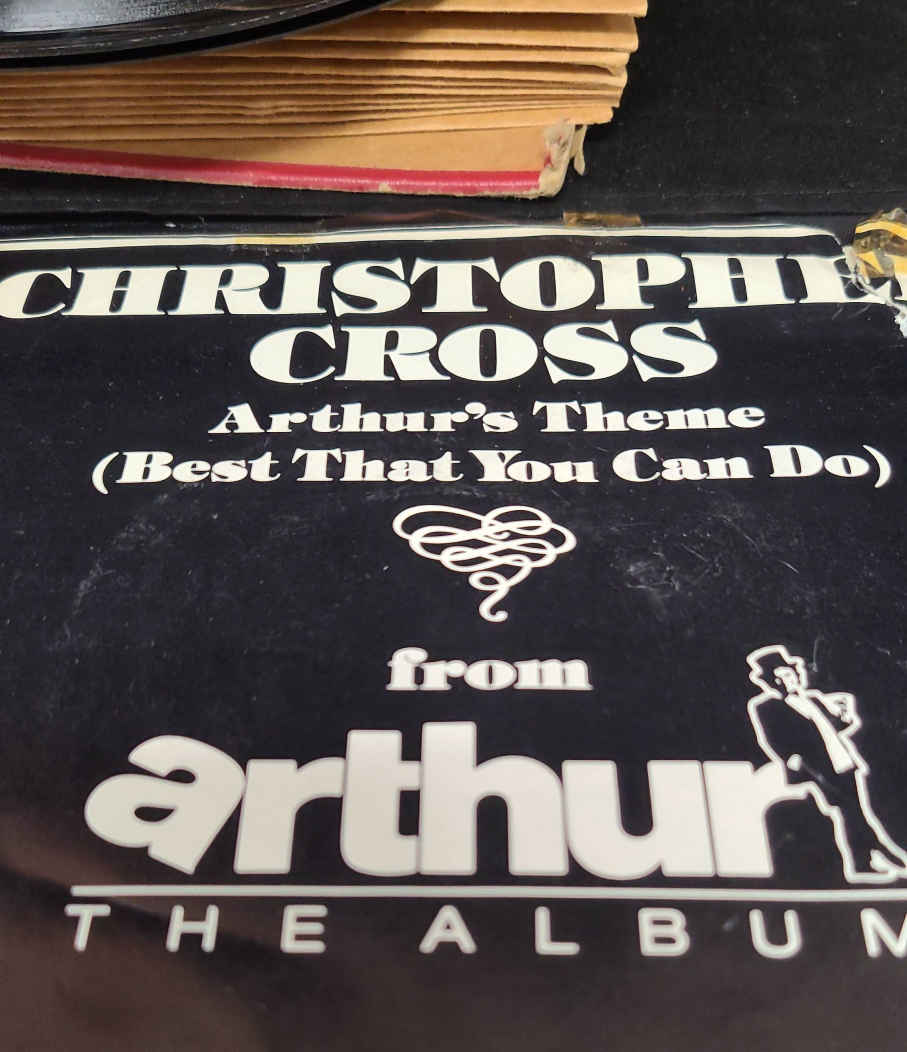 CHRISTOPHE
CROSS
Arthur's Theme
(Best That You Can Do)
from
arthur
THE ALBUM